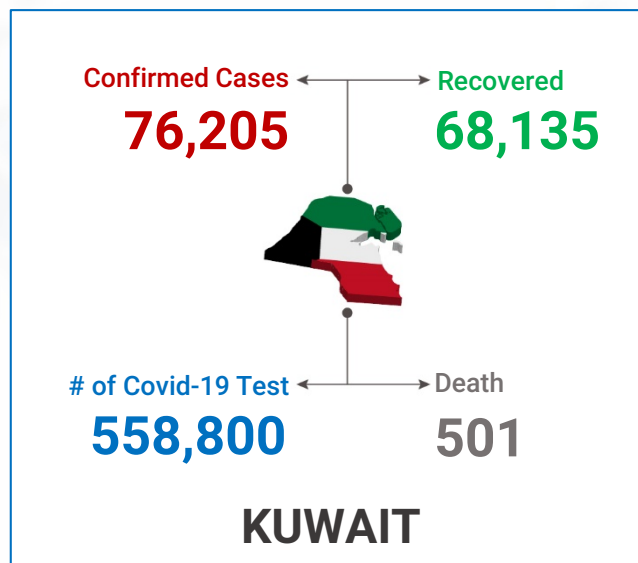 Confirmed Cases
76,205
Recovered
68,135
# of Covid-19 Test
558,800
Death
501
KUWAIT